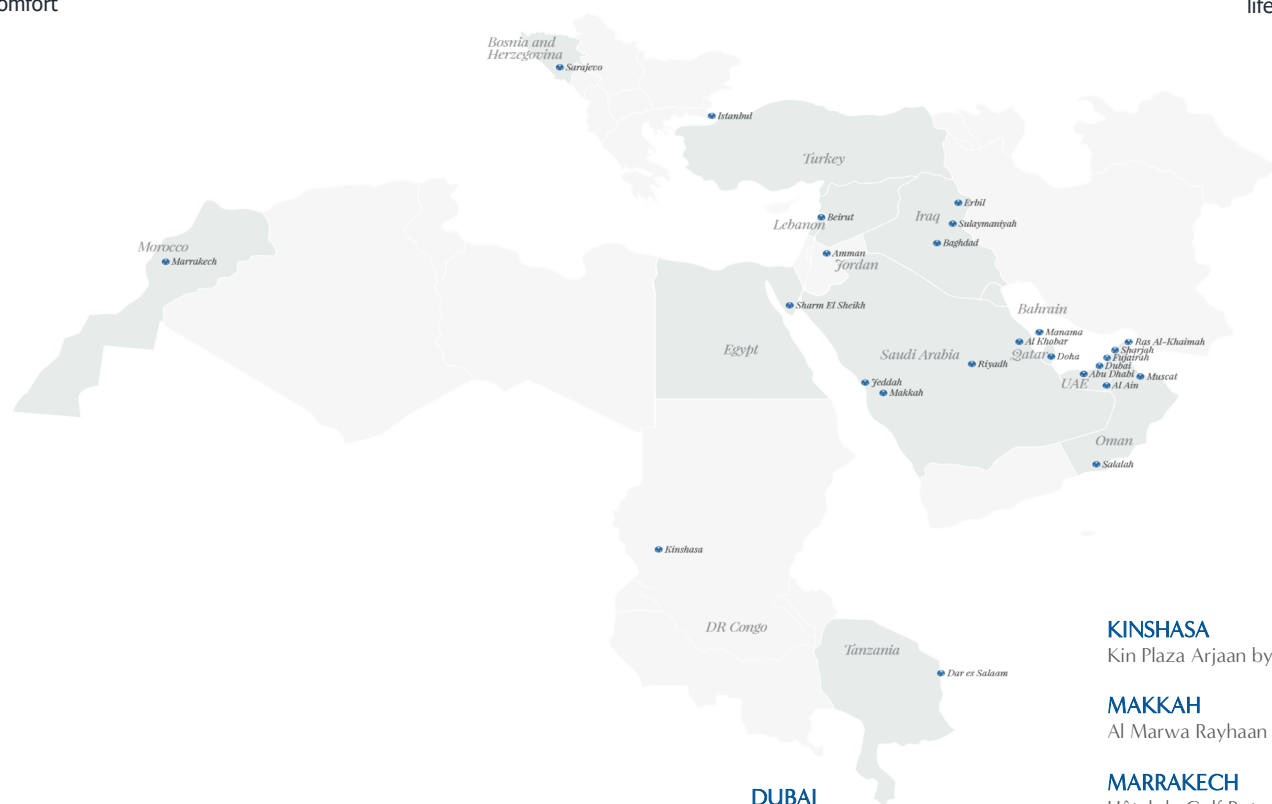 omfort
life
Bosnia and
Herzegovina
Sarajevo
Istanbul
Turkey
Erbil
Lebanon
Beirut
Iraq
Sulaymaniyah
Morocco
Baghdad
Marrakech
Amman
Jordan
Sharm El Sheikh
Bahrain
Manama
Egypt
Saudi Arabia
Al Khobar
Ras Al-Khaimah
Qatar
Doha
Sharjah
Fujairah
Riyadh
Dubai
Jeddah
UAE
Abu Dhabi
Muscat
Makkah
Al Ain
Oman
Salalah
Kinshasa
DR Congo
Tanzania
Dar es Salaam
KINSHASA
Kin Plaza Arjaan by
MAKKAH
Al Marwa Rayhaan
MARRAKECH
DUBAI